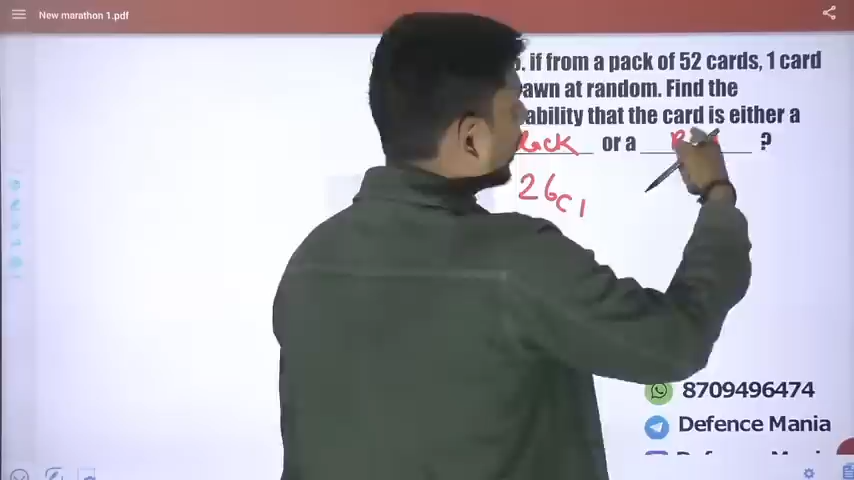 New marathon 1.pdf
. if from a pack of 52 cards, 1 card
awn at random. Find the
ability that the card is either a
ack or a ?
26C1
8709496474
Defence Mania